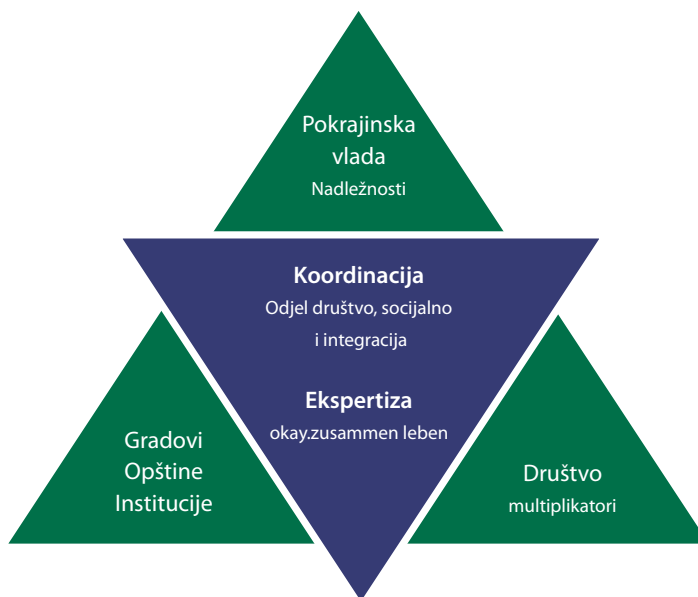 Pokrajinska
vlada
Nadležnosti
Koordinacija
Odjel društvo, socijalno
i integracija
Ekspertiza
okay.zusammen leben
Gradovi
Opštine
Institucije
Društvo
multiplikatori